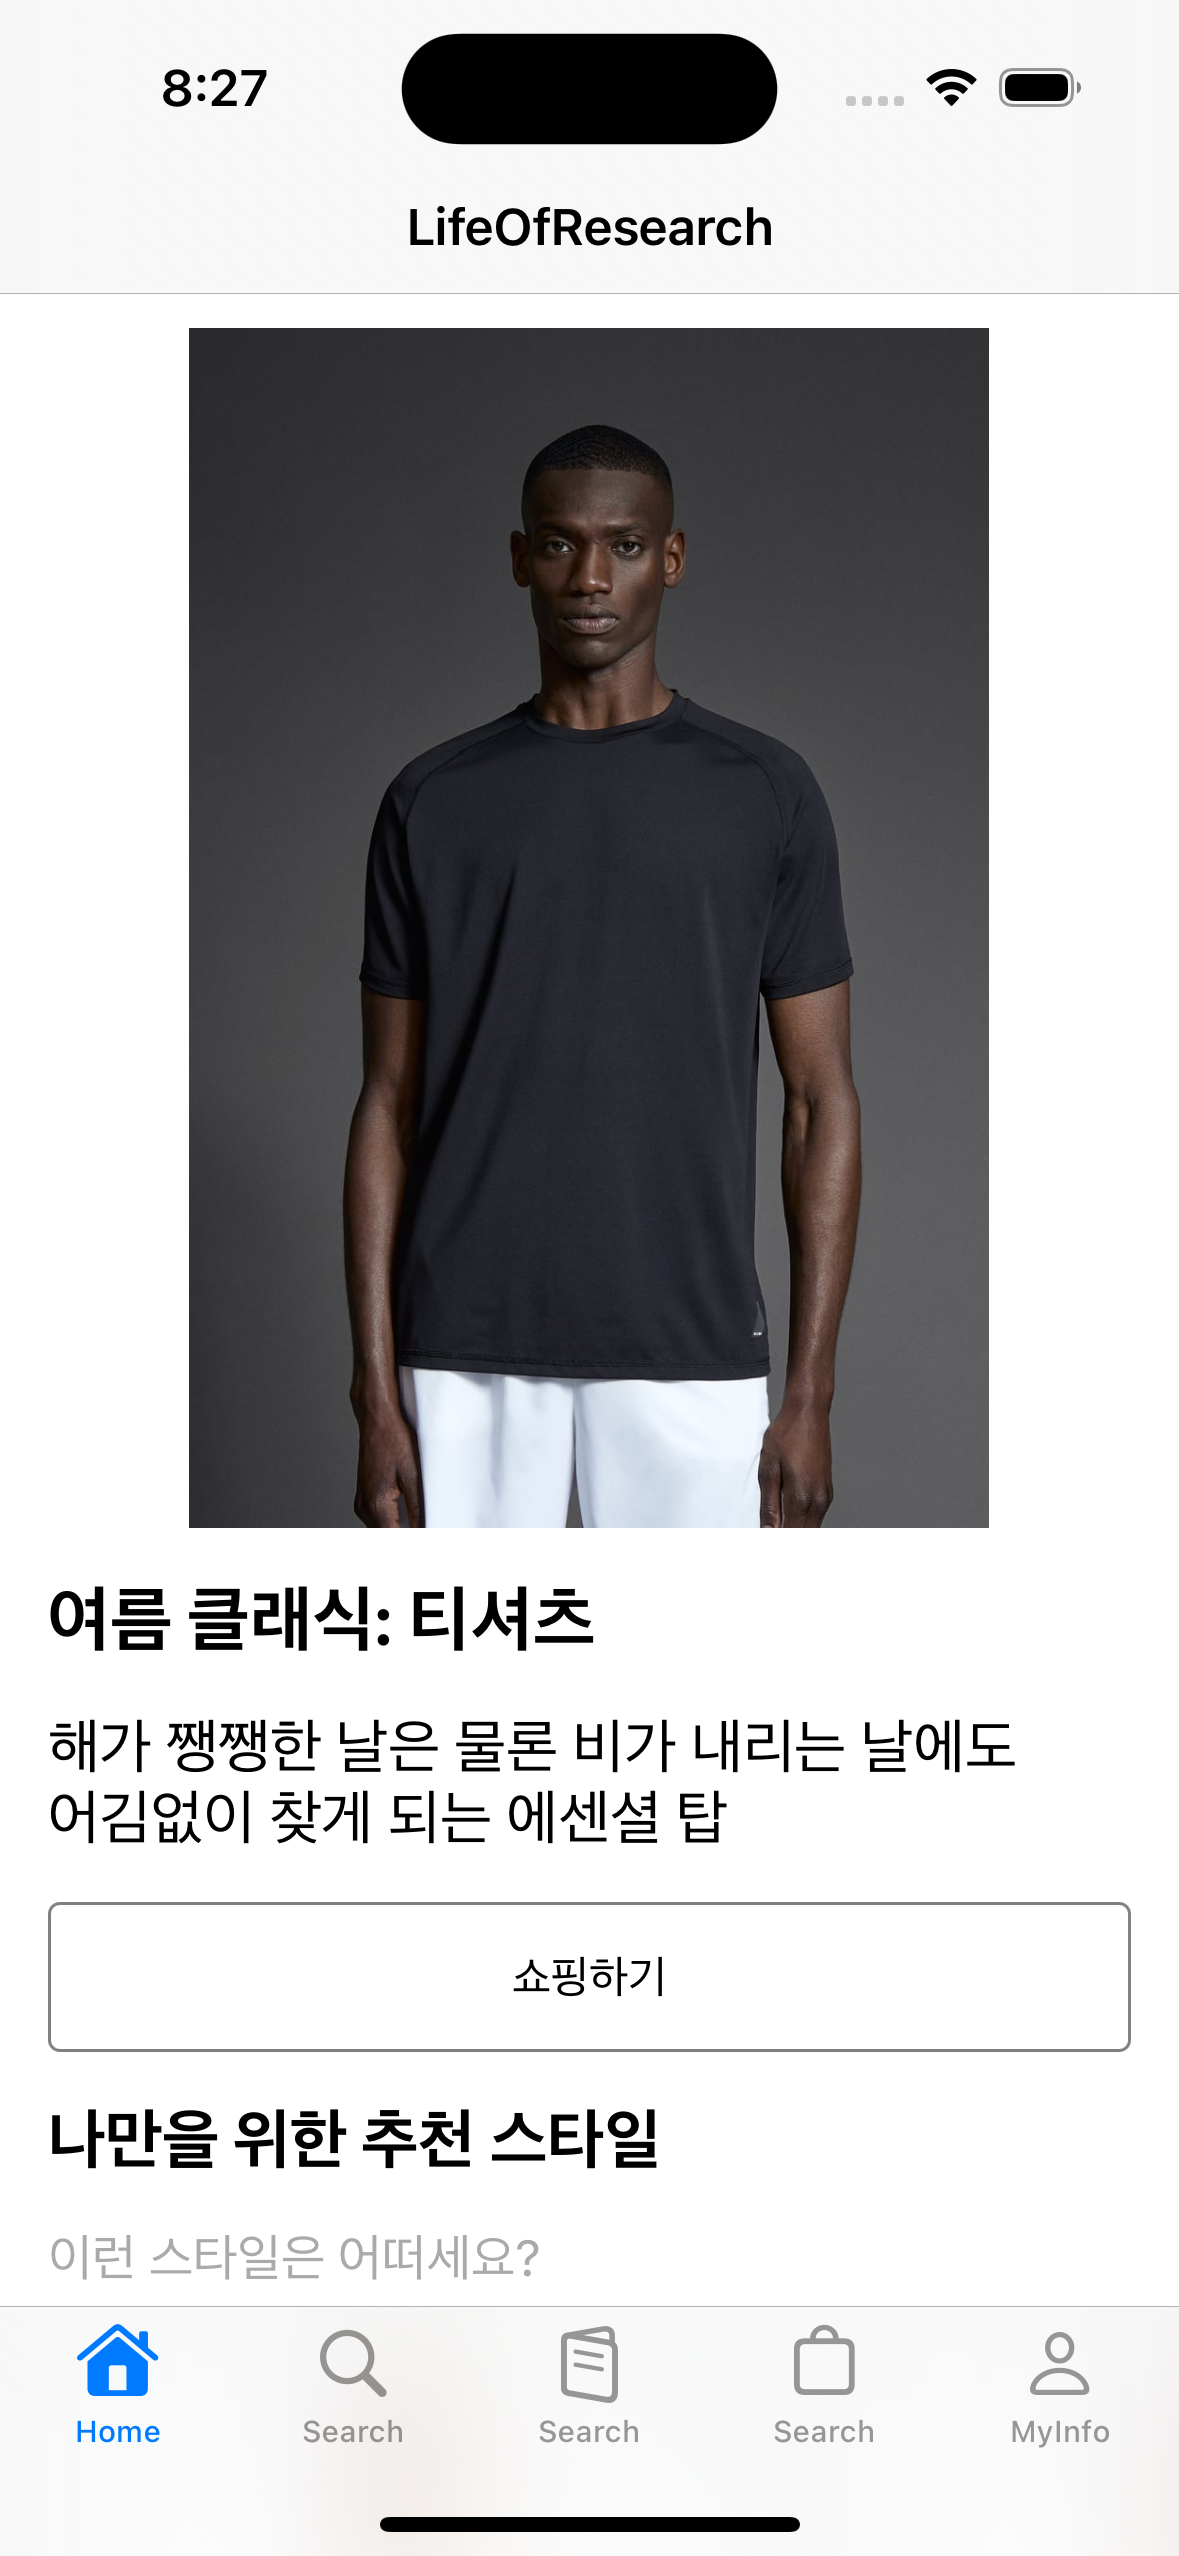 8:27
LifeOfResearch
여름 클래식: 티셔츠
해가 쨍쨍한 날은 물론 비가 내리는 날에도
어김없이 찾게 되는 에센셜 탑
쇼핑하기
나만을 위한 추천 스타일
이런 스타일은 어떠세요?
Home
Search
Search
Search
MyInfo